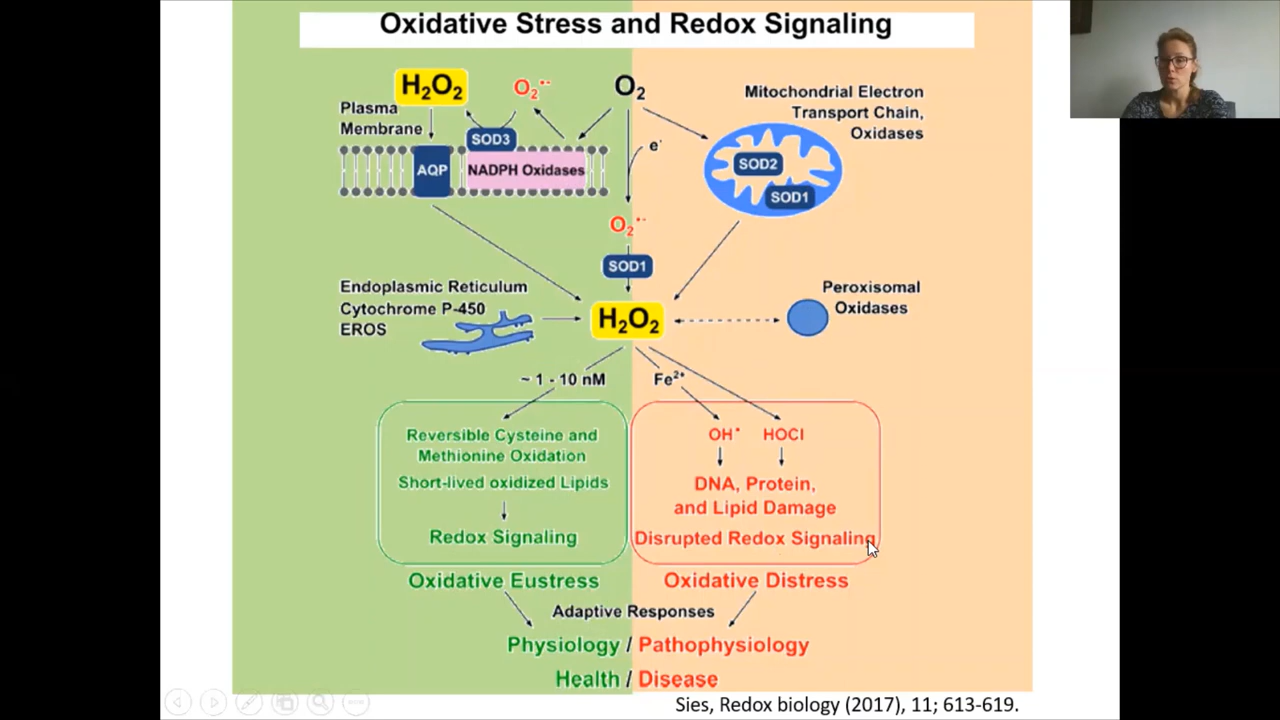 Oxidative Stress and Redox Signaling
H₂O₂
O₂•⁻
O₂
Mitochondrial Electron
Transport Chain,
Oxidases
Plasma
Membrane
SOD3
AQP
NADPH Oxidases
e⁻
SOD2
SOD1
O₂•⁻
SOD1
Endoplasmic Reticulum
Cytochrome P-450
EROS
H₂O₂
Peroxisomal
Oxidases
~ 1 - 10 nM
Fe²⁺
Reversible Cysteine and
Methionine Oxidation
Short-lived oxidized Lipids
Redox Signaling
OH•
HOCl
DNA, Protein,
and Lipid Damage
Disrupted Redox Signaling
Oxidative Eustress
Oxidative Distress
Adaptive Responses
Physiology / Pathophysiology
Health / Disease
Sies, Redox biology (2017), 11; 613-619.